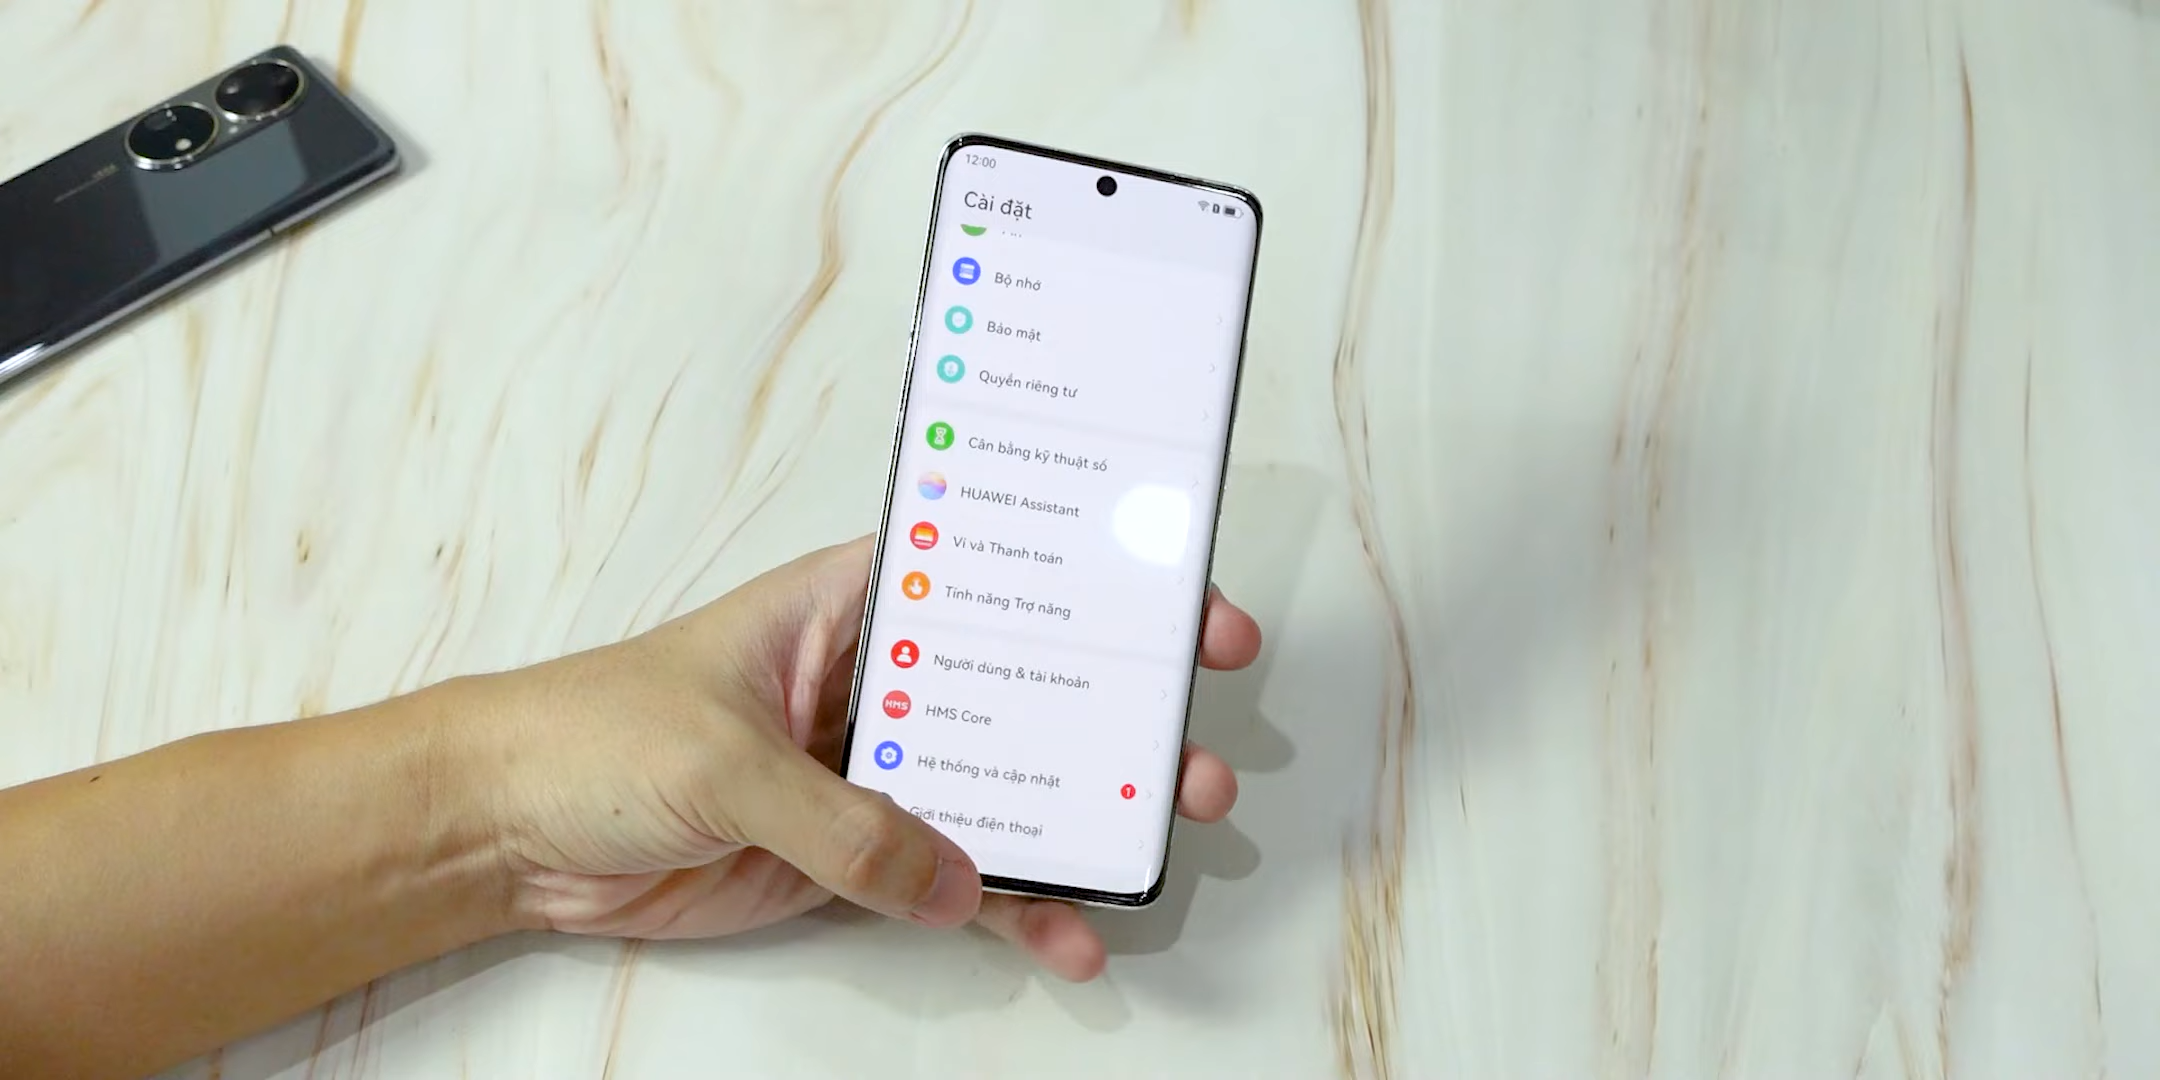 12:00
Cài đặt
Bộ nhớ
Bảo mật
Quyền riêng tư
Cân bằng kỹ thuật số
HUAWEI Assistant
Ví và Thanh toán
Tính năng Trợ năng
Người dùng & tài khoản
HMS
HMS Core
Hệ thống và cập nhật
1
Giới thiệu điện thoại